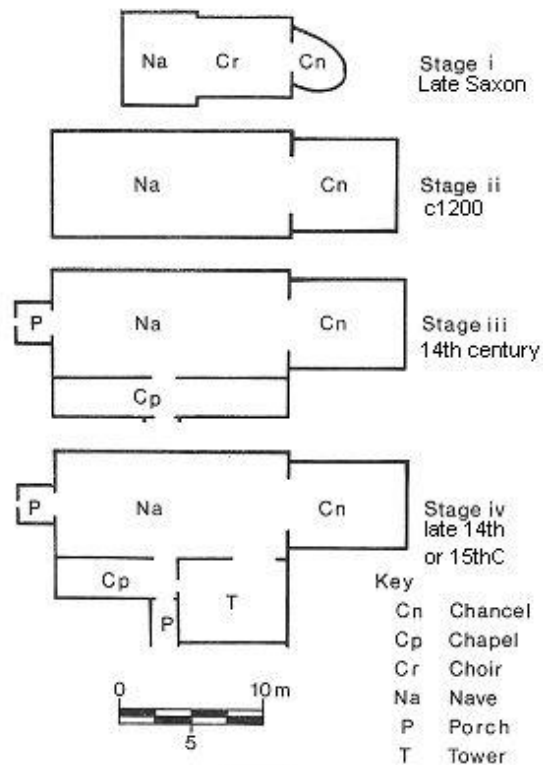 Na Cr Cn
Stage i
Late Saxon
Na Cn
Stage ii
c1200
P Na Cn
Stage iii
14th century
Cp
P Na Cn
Stage iv
late 14th
or 15thC
Cp
P
T
Key
Cn Chancel
Cp Chapel
Cr Choir
Na Nave
P Porch
T Tower
0 10m
5